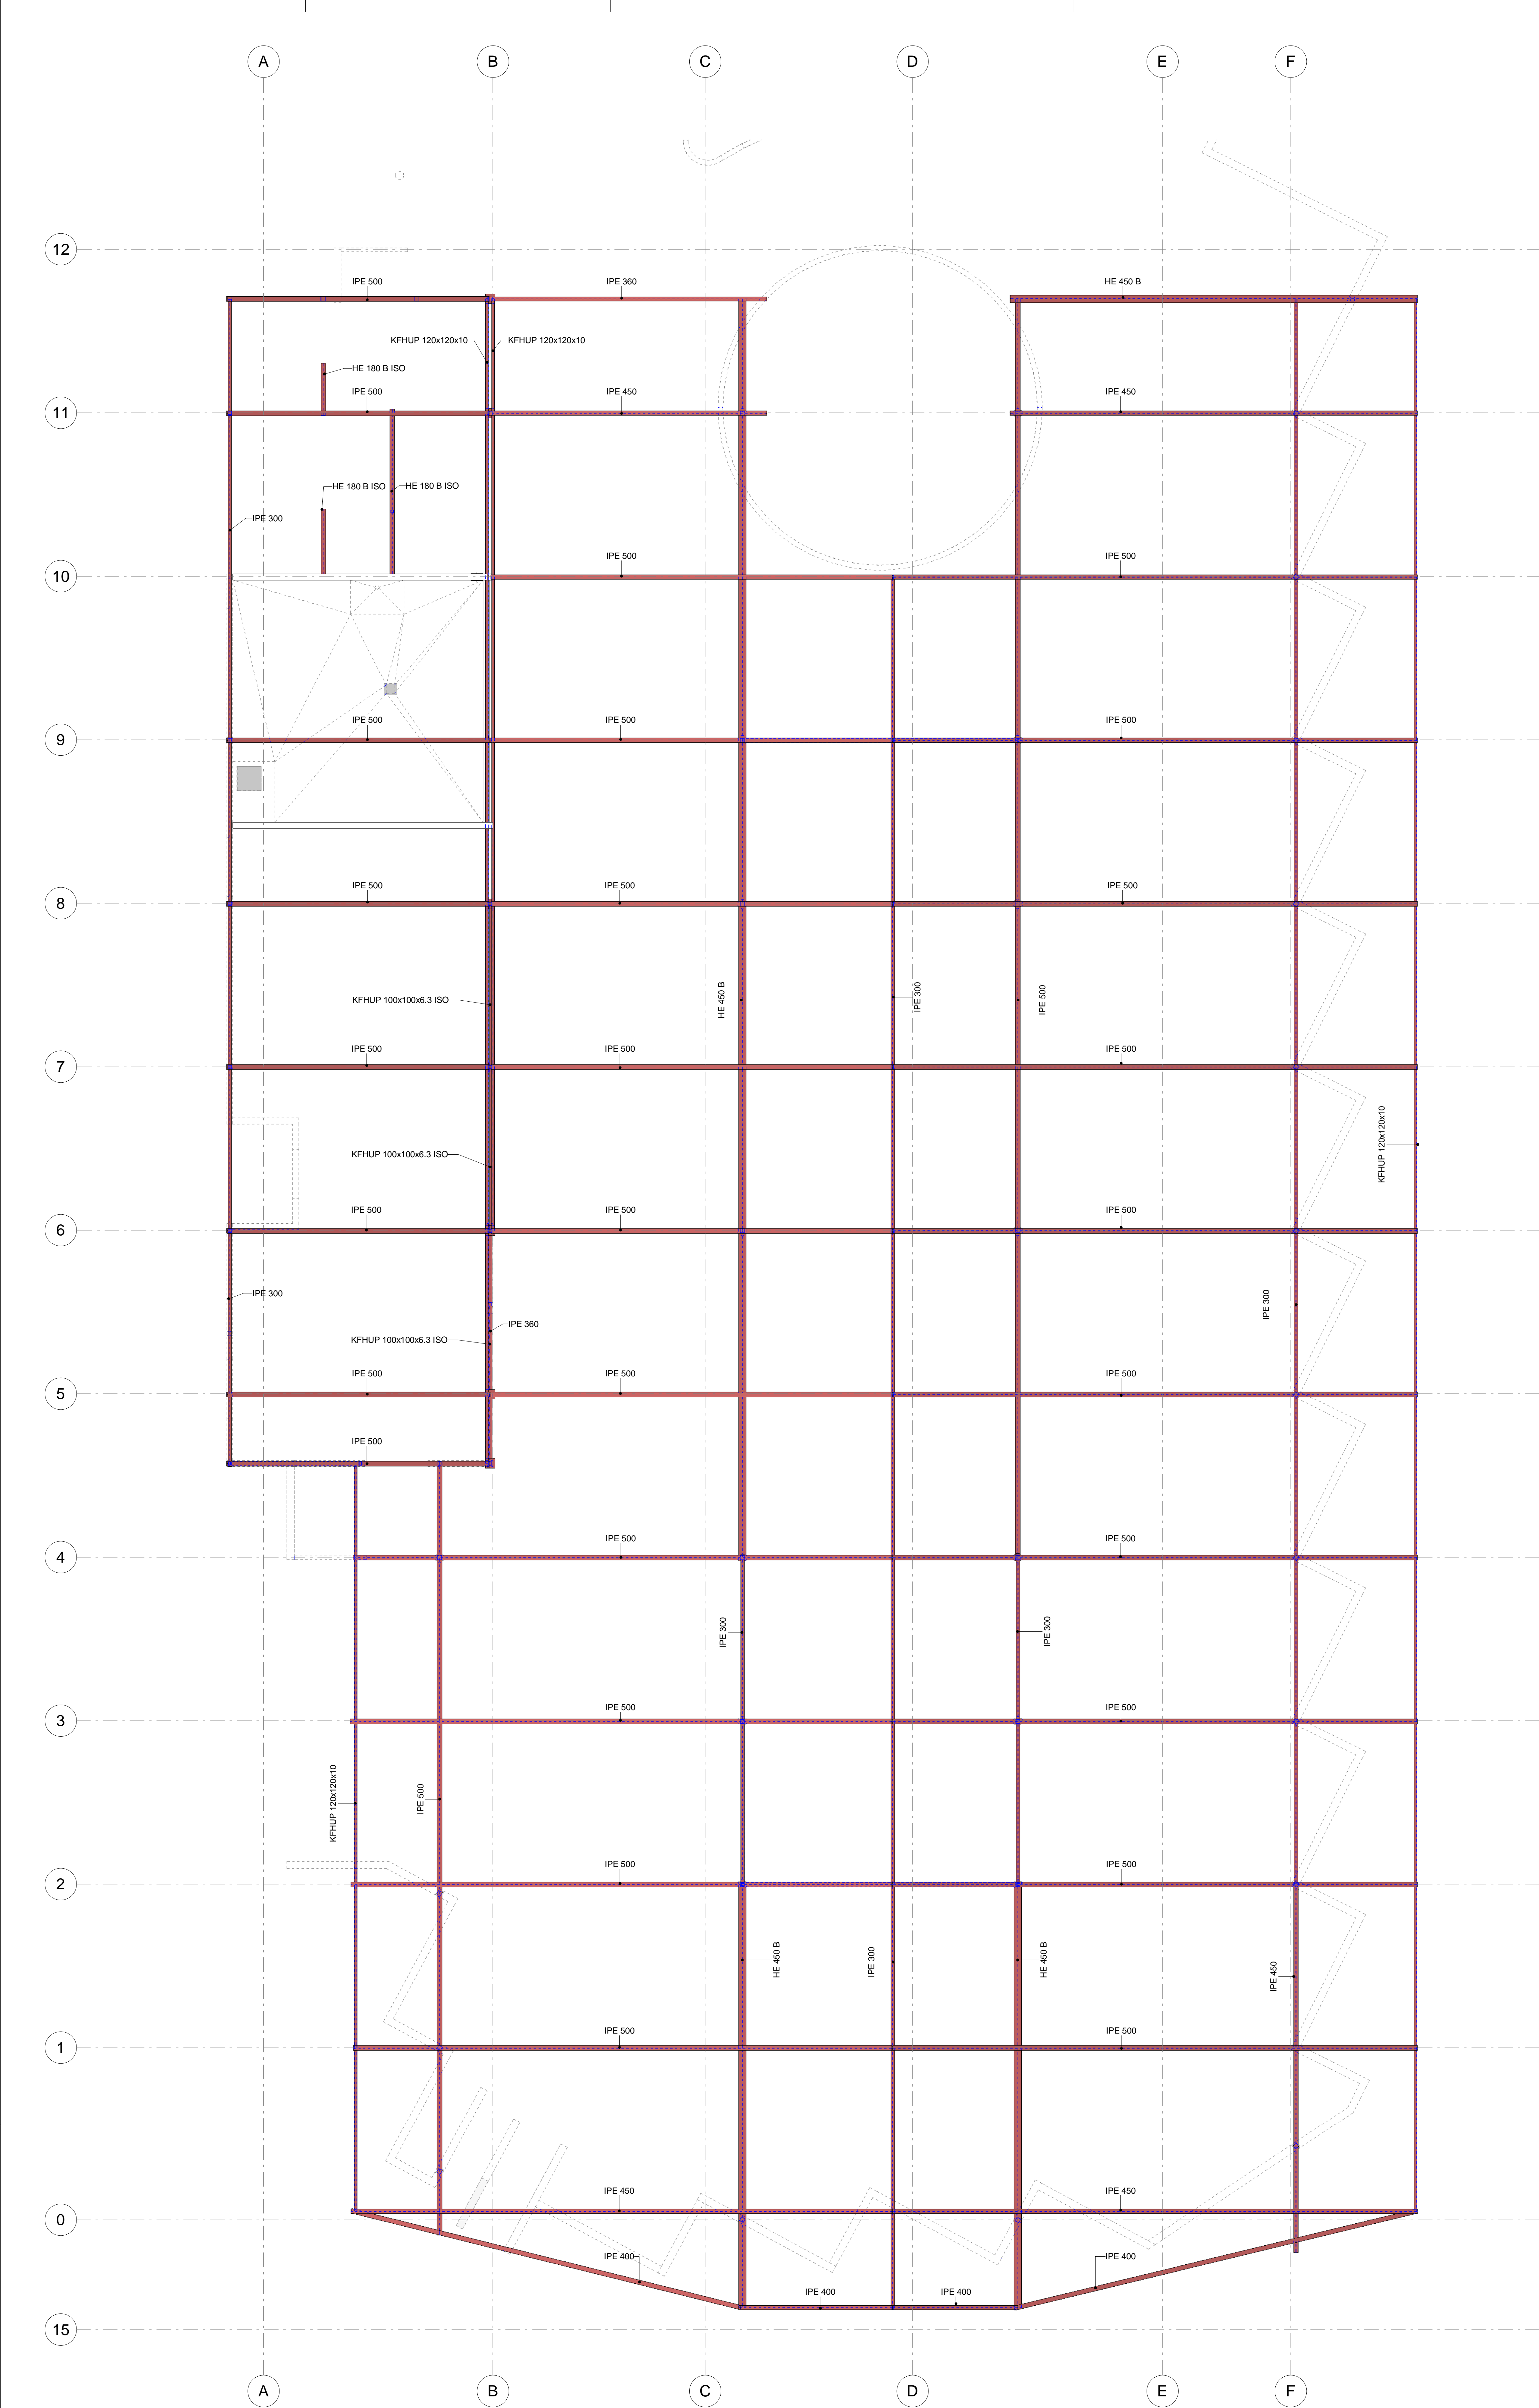 A B C D E F
12
IPE 500 IPE 360 HE 450 B
KFHUP 120x120x10 KFHUP 120x120x10
HE 180 B ISO
IPE 500 IPE 450 IPE 450
11
HE 180 B ISO HE 180 B ISO
IPE 300
IPE 500 IPE 500
10
IPE 500 IPE 500 IPE 500
9
IPE 500 IPE 500 IPE 500
8
KFHUP 100x100x6.3 ISO HE 450 B IPE 300 IPE 500
IPE 500 IPE 500 IPE 500
7
KFHUP 120x120x10
KFHUP 100x100x6.3 ISO
IPE 500 IPE 500 IPE 500
6
IPE 300 IPE 300
IPE 360
KFHUP 100x100x6.3 ISO
IPE 500 IPE 500 IPE 500
5
IPE 500
IPE 500 IPE 500
4
IPE 300 IPE 300
IPE 500 IPE 500
3
KFHUP 120x120x10 IPE 500
IPE 500 IPE 500
2
HE 450 B IPE 300 HE 450 B IPE 450
IPE 500 IPE 500
1
IPE 450 IPE 450
0
IPE 400 IPE 400
IPE 400 IPE 400
15
A B C D E F